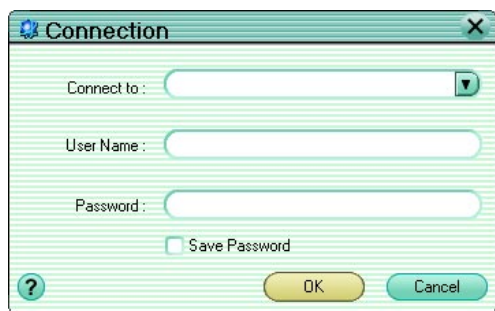 Connection
Connect to :
User Name :
Password :
Save Password
? OK Cancel